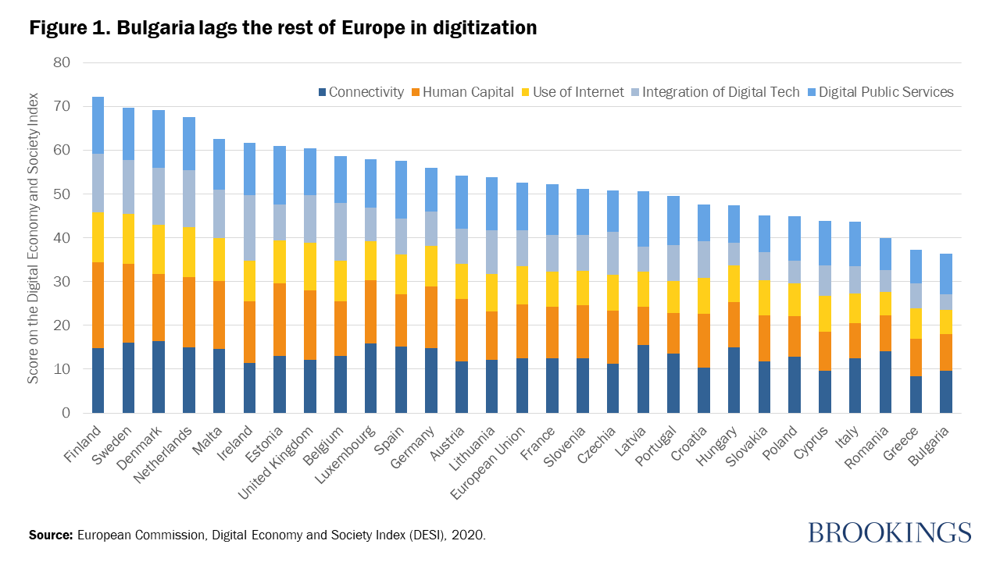 Figure 1. Bulgaria lags the rest of Europe in digitization
80
70
60
50
40
30
20
10
0
Score on the Digital Economy and Society Index
Connectivity Human Capital Use of Internet Integration of Digital Tech Digital Public Services
Finland
Sweden
Denmark
Netherlands
Malta
Ireland
Estonia
United Kingdom
Belgium
Luxembourg
Spain
Germany
Austria
Lithuania
European Union
France
Slovenia
Czechia
Latvia
Portugal
Croatia
Hungary
Slovakia
Poland
Cyprus
Italy
Romania
Greece
Bulgaria
Source: European Commission, Digital Economy and Society Index (DESI), 2020.
BROOKINGS